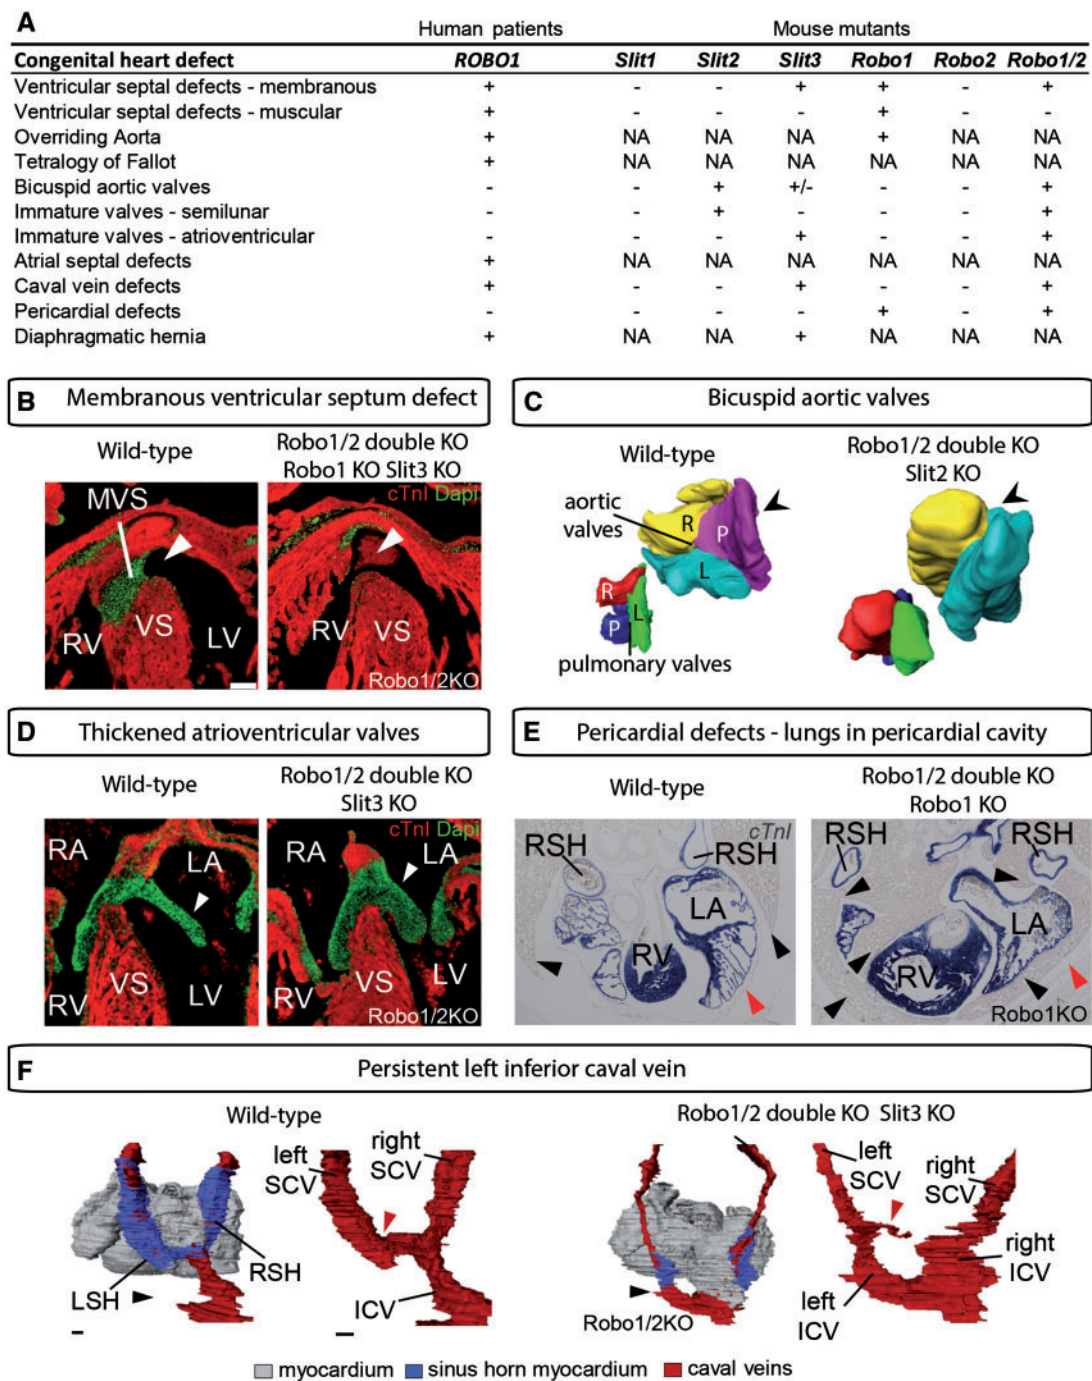 A
Human patients Mouse mutants
Congenital heart defect ROBO1 Slit1 Slit2 Slit3 Robo1 Robo2 Robo1/2
Ventricular septal defects - membranous + - - + + - +
Ventricular septal defects - muscular + - - - + - -
Overriding Aorta + NA NA NA + NA NA
Tetralogy of Fallot + NA NA NA NA NA NA
Bicuspid aortic valves - - + +/- - - +
Immature valves - semilunar - - + - - - +
Immature valves - atrioventricular - - - + - - +
Atrial septal defects + NA NA NA NA NA NA
Caval vein defects + - - + - - +
Pericardial defects - - - - + - +
Diaphragmatic hernia + NA NA + NA NA NA
B Membranous ventricular septum defect
Wild-type
Robo1/2 double KO
Robo1 KO Slit3 KO
cTnI Dapi
MVS
RV
VS
LV
RV
VS
LV
Robo1/2KO
C Bicuspid aortic valves
Wild-type
Robo1/2 double KO
Slit2 KO
aortic
valves
R
P
L
R
L
P
pulmonary valves
D Thickened atrioventricular valves
Wild-type
Robo1/2 double KO
Slit3 KO
cTnI Dapi
RA
LA
RV
VS
LV
RA
LA
RV
VS
LV
Robo1/2KO
E Pericardial defects - lungs in pericardial cavity
Wild-type
Robo1/2 double KO
Robo1 KO
cTnI
RSH
RSH
LA
RV
RSH
RSH
LA
RV
Robo1KO
F Persistent left inferior caval vein
Wild-type
Robo1/2 double KO Slit3 KO
left
SCV
right
SCV
RSH
LSH
ICV
left
SCV
right
SCV
right
ICV
left
ICV
Robo1/2KO
myocardium sinus horn myocardium caval veins